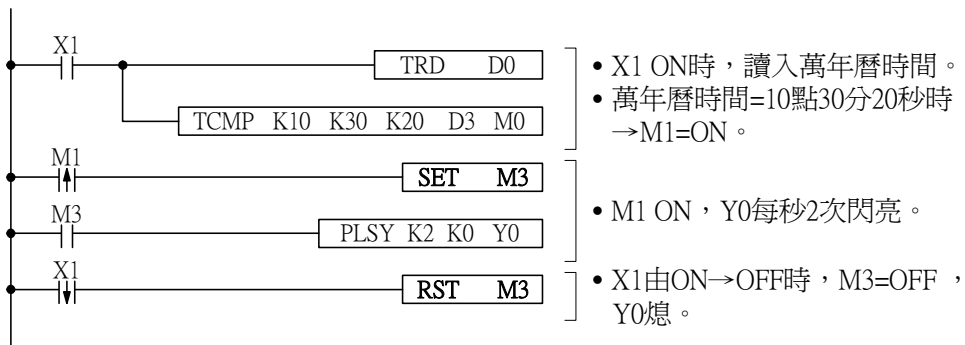 X1
TRD D0
• X1 ON時，讀入萬年曆時間。
• 萬年曆時間=10點30分20秒時
TCMP K10 K30 K20 D3 M0
→M1=ON。
M1
SET M3
M3
• M1 ON，Y0每秒2次閃亮。
PLSY K2 K0 Y0
X1
RST M3
• X1由ON→OFF時，M3=OFF，
Y0熄。